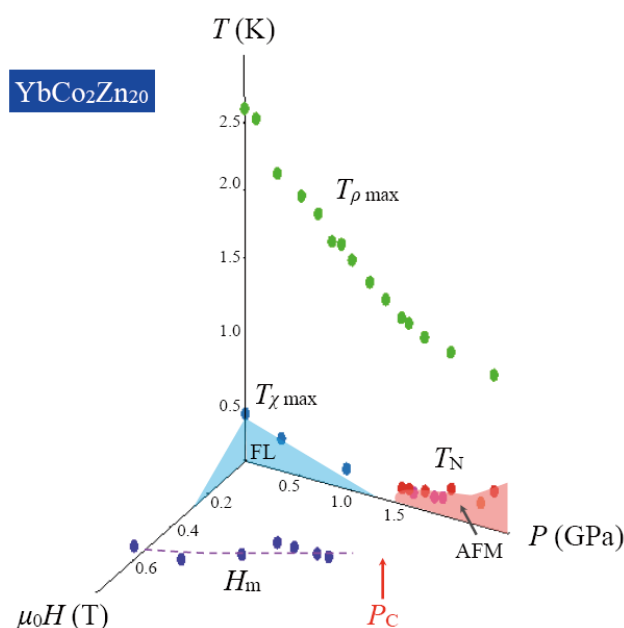 T (K)
YbCo₂Zn₂₀
2.5
2.0
Tρ max
1.5
1.0
0.5
Tχ max
FL
0.2
0.5
1.0
1.5
TN
AFM
P (GPa)
0.4
0.6
Hm
μ₀H (T)
PC